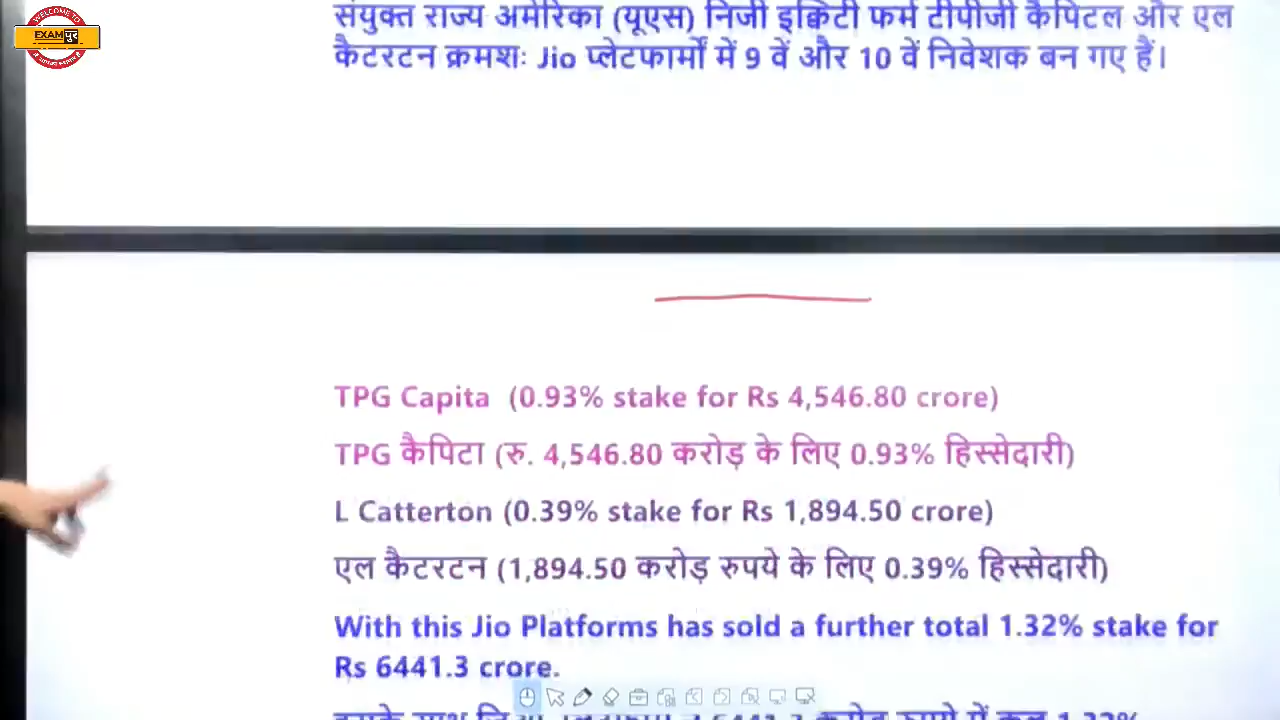 WELCOME TO
EXAM पुर
संयुक्त राज्य अमेरिका (यूएस) निजी इक्विटी फर्म टीपीजी कैपिटल और एल
कैटरटन क्रमशः Jio प्लेटफार्मों में 9 वें और 10 वें निवेशक बन गए हैं।
TPG Capita (0.93% stake for Rs 4,546.80 crore)
TPG कैपिटा (रु. 4,546.80 करोड़ के लिए 0.93% हिस्सेदारी)
L Catterton (0.39% stake for Rs 1,894.50 crore)
एल कैटरटन (1,894.50 करोड़ रुपये के लिए 0.39% हिस्सेदारी)
With this Jio Platforms has sold a further total 1.32% stake for
Rs 6441.3 crore.